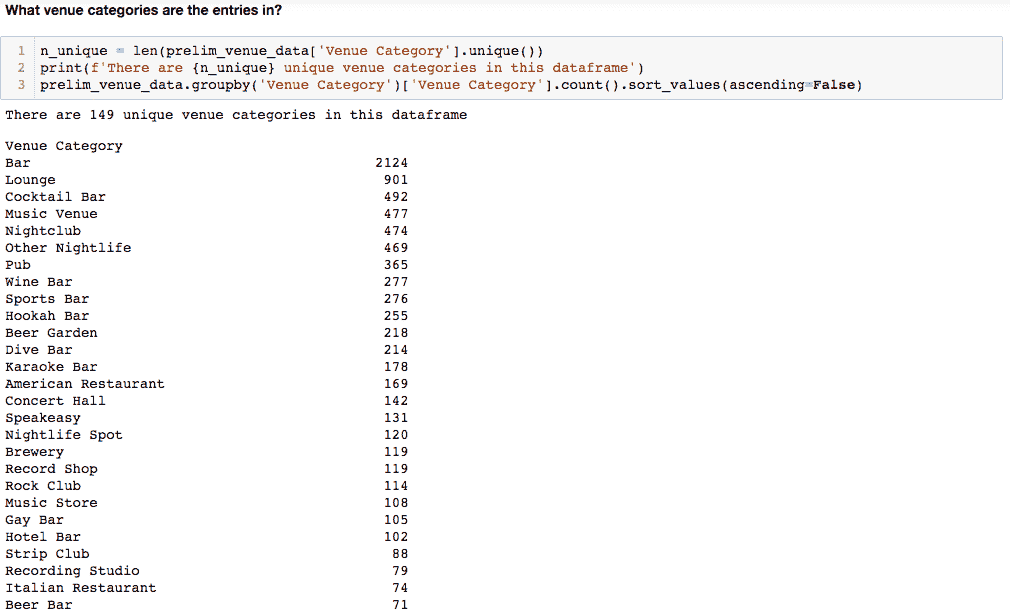 What venue categories are the entries in?
1 n_unique = len(prelim_venue_data['Venue Category'].unique())
2 print(f'There are {n_unique} unique venue categories in this dataframe')
3 prelim_venue_data.groupby('Venue Category')['Venue Category'].count().sort_values(ascending=False)
There are 149 unique venue categories in this dataframe
Venue Category
Bar 2124
Lounge 901
Cocktail Bar 492
Music Venue 477
Nightclub 474
Other Nightlife 469
Pub 365
Wine Bar 277
Sports Bar 276
Hookah Bar 255
Beer Garden 218
Dive Bar 214
Karaoke Bar 178
American Restaurant 169
Concert Hall 142
Speakeasy 131
Nightlife Spot 120
Brewery 119
Record Shop 119
Rock Club 114
Music Store 108
Gay Bar 105
Hotel Bar 102
Strip Club 88
Recording Studio 79
Italian Restaurant 74
Beer Bar 71